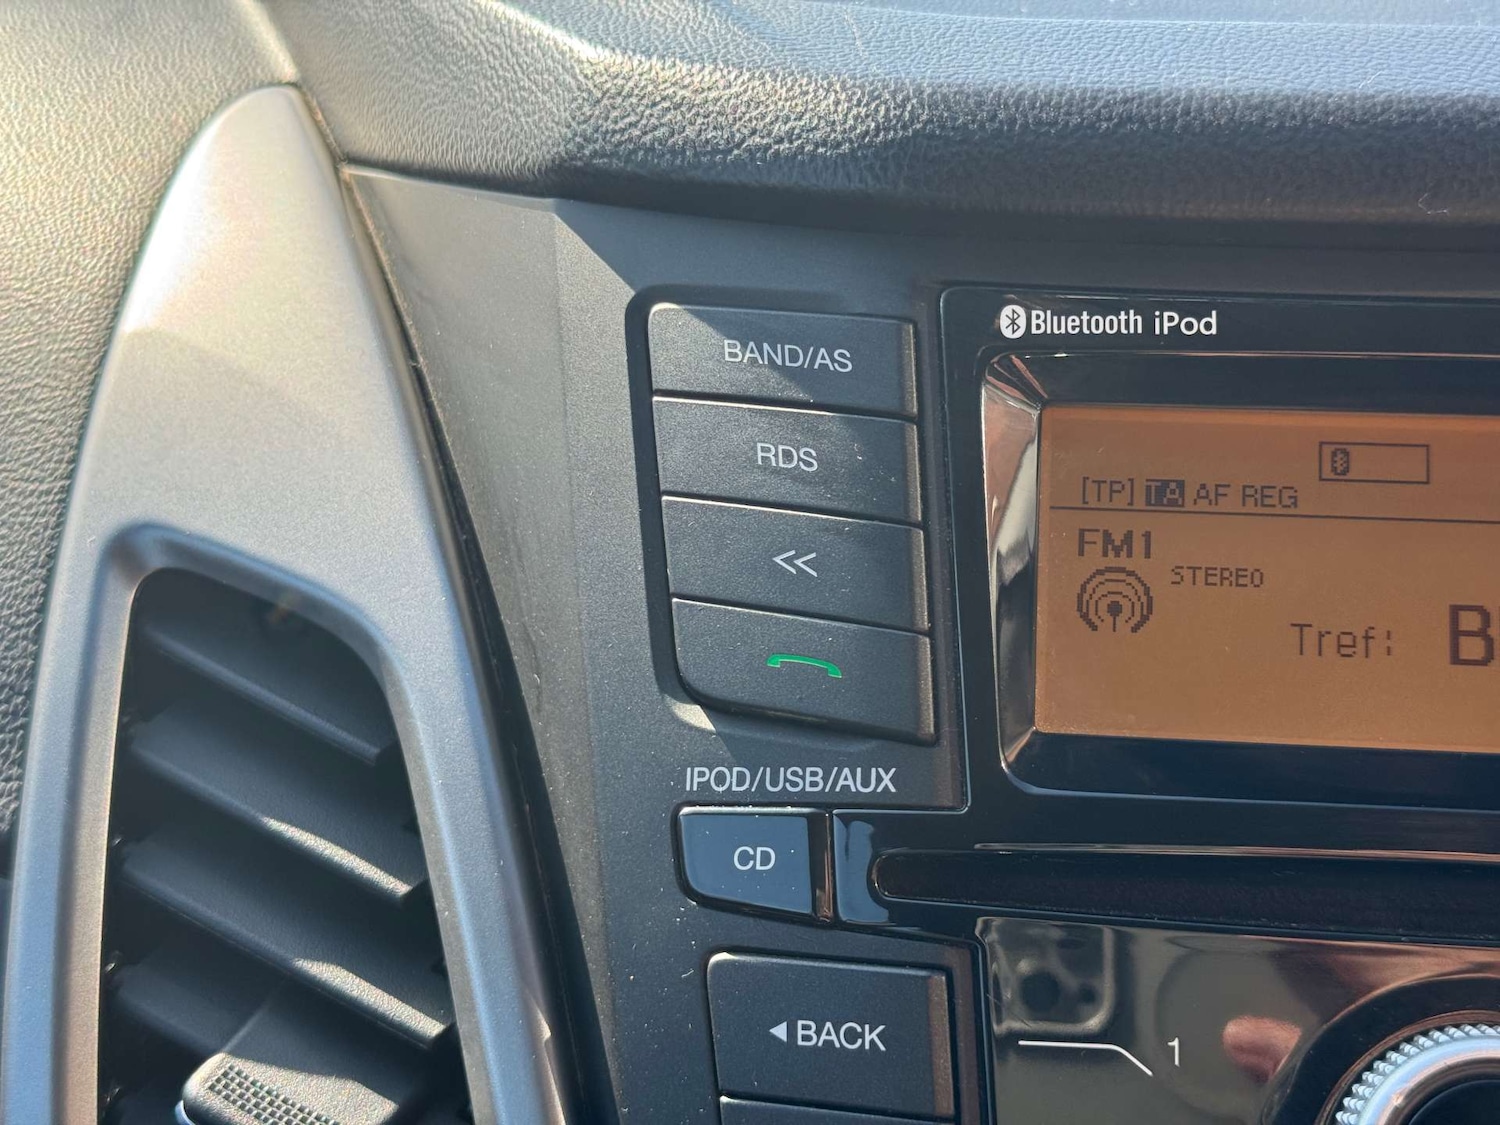 Bluetooth iPod
BAND/AS
RDS
[TP] TA AF REG
FM1
STEREO
Tref:
B
IPOD/USB/AUX
CD
BACK
1